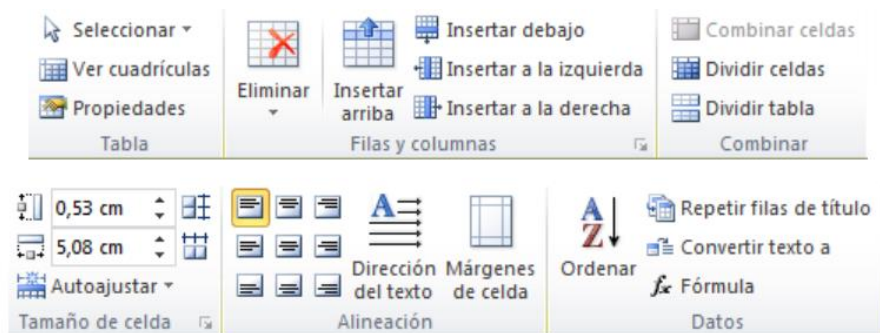 Seleccionar
Ver cuadrículas
Propiedades
Tabla
Eliminar
Insertar
arriba
Insertar debajo
Insertar a la izquierda
Insertar a la derecha
Filas y columnas
Combinar celdas
Dividir celdas
Dividir tabla
Combinar
0,53 cm
5,08 cm
Autoajustar
Tamaño de celda
A
Dirección
del texto
Márgenes
de celda
Alineación
A
Z
Ordenar
Repetir filas de título
Convertir texto a
fx Fórmula
Datos